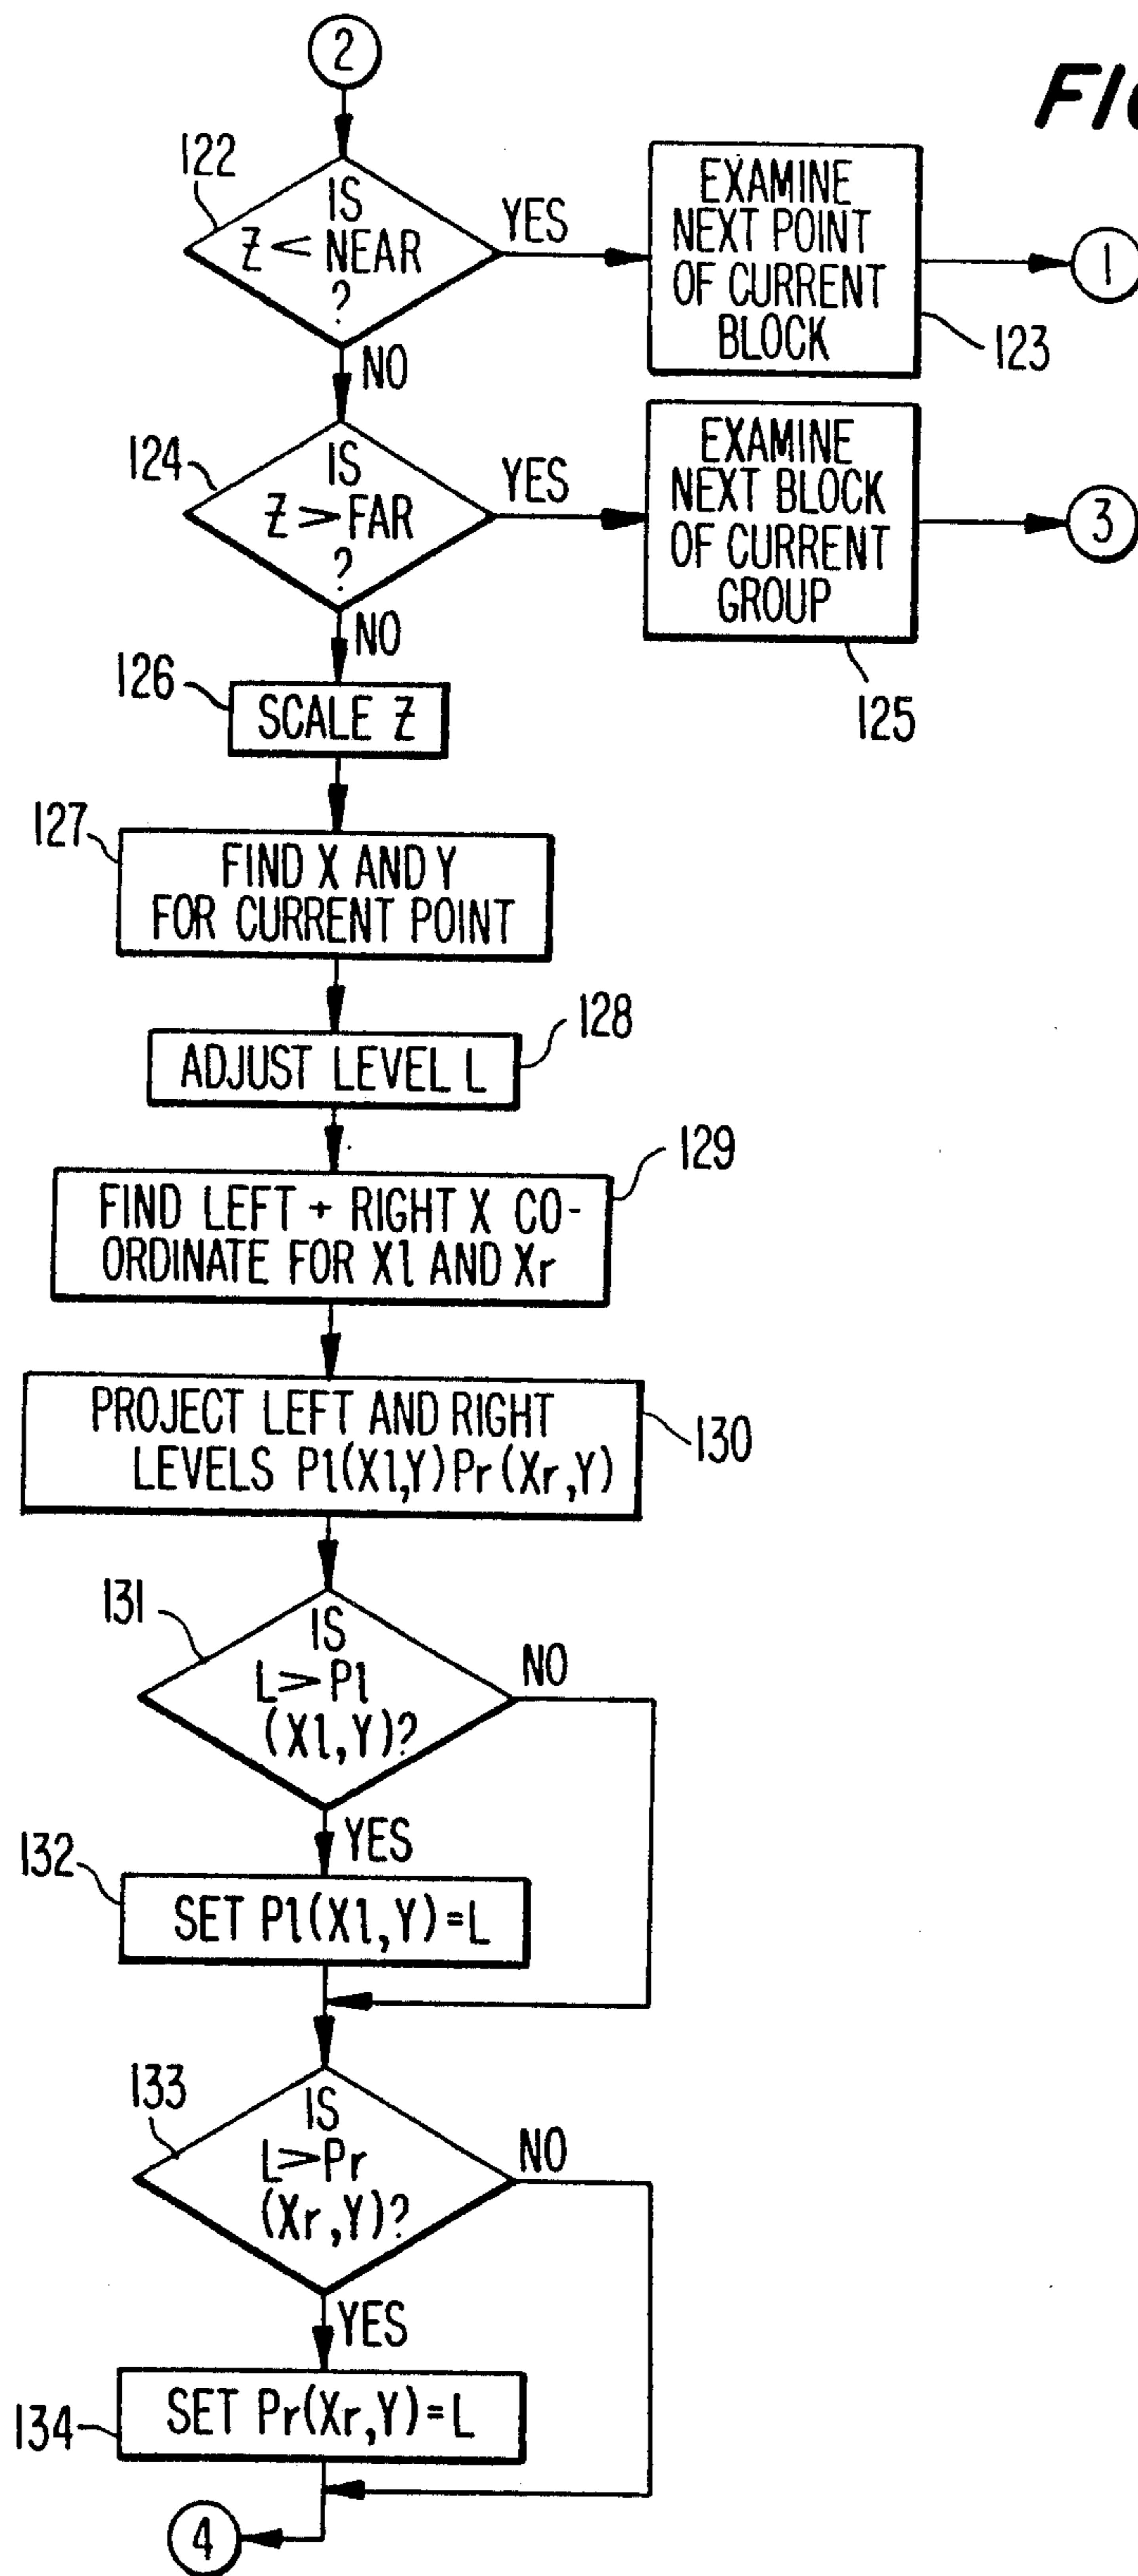 2
FIG
122
IS
Z < NEAR
?
YES
EXAMINE
NEXT POINT
OF CURRENT
BLOCK
1
123
NO
124
IS
Z > FAR
?
YES
EXAMINE
NEXT BLOCK
OF CURRENT
GROUP
3
125
NO
126
SCALE Z
127
FIND X AND Y
FOR CURRENT POINT
128
ADJUST LEVEL L
129
FIND LEFT + RIGHT X CO-
ORDINATE FOR Xl AND Xr
130
PROJECT LEFT AND RIGHT
LEVELS Pl(Xl,Y) Pr(Xr,Y)
131
IS
L > Pl
(Xl,Y)?
NO
YES
132
SET Pl(Xl,Y)=L
133
IS
L > Pr
(Xr,Y)?
NO
YES
134
SET Pr(Xr,Y)=L
4